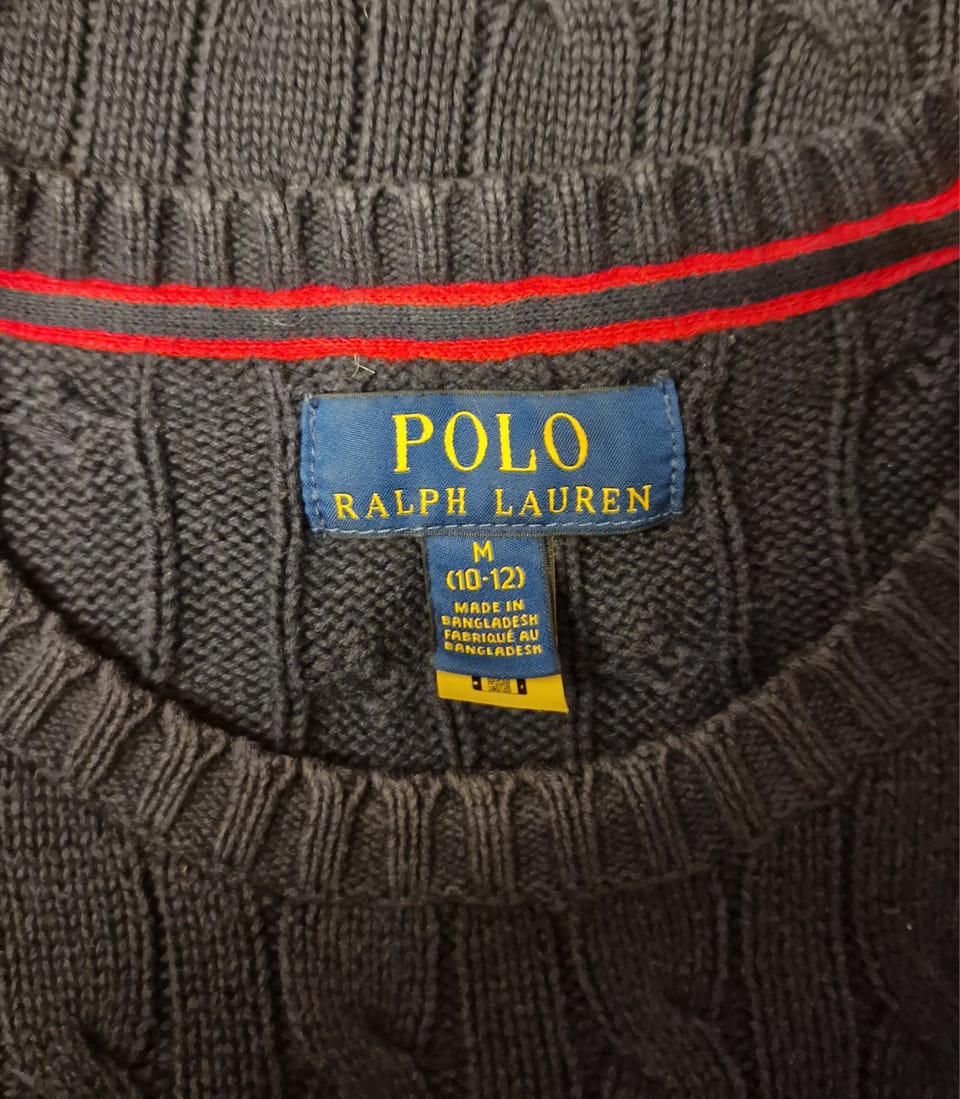 POLO
RALPH LAUREN
M
(10-12)
MADE IN
BANGLADESH
FABRIQUÉ AU
BANGLADESH